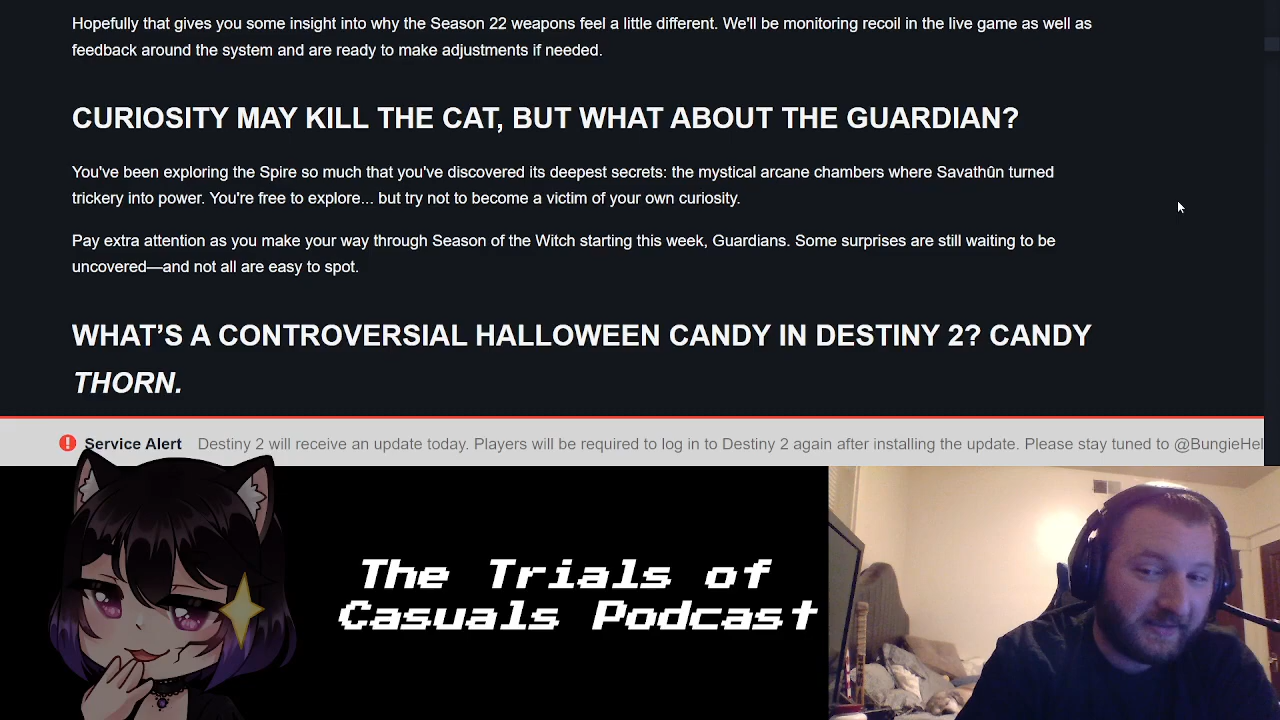 Hopefully that gives you some insight into why the Season 22 weapons feel a little different. We'll be monitoring recoil in the live game as well as
feedback around the system and are ready to make adjustments if needed.
CURIOSITY MAY KILL THE CAT, BUT WHAT ABOUT THE GUARDIAN?
You've been exploring the Spire so much that you've discovered its deepest secrets: the mystical arcane chambers where Savathûn turned
trickery into power. You're free to explore... but try not to become a victim of your own curiosity.
Pay extra attention as you make your way through Season of the Witch starting this week, Guardians. Some surprises are still waiting to be
uncovered—and not all are easy to spot.
WHAT’S A CONTROVERSIAL HALLOWEEN CANDY IN DESTINY 2? CANDY
THORN.
Service Alert Destiny 2 will receive an update today. Players will be required to log in to Destiny 2 again after installing the update. Please stay tuned to @BungieHel
The Trials of
Casuals Podcast